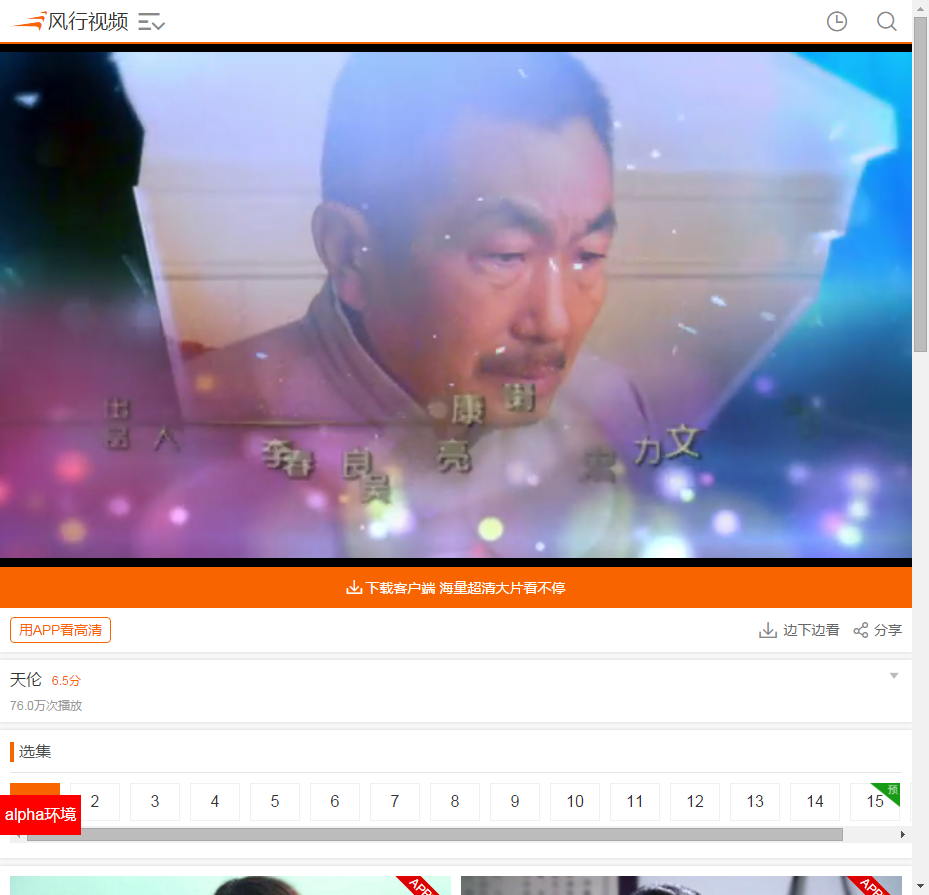 风行视频
出品人
李春良 吴亮 康
力文
下载客户端 海量超清大片看不停
用APP看高清
边下边看 分享
天伦 6.5分
76.0万次播放
选集
2 3 4 5 6 7 8 9 10 11 12 13 14 15 预
alpha环境
APP APP